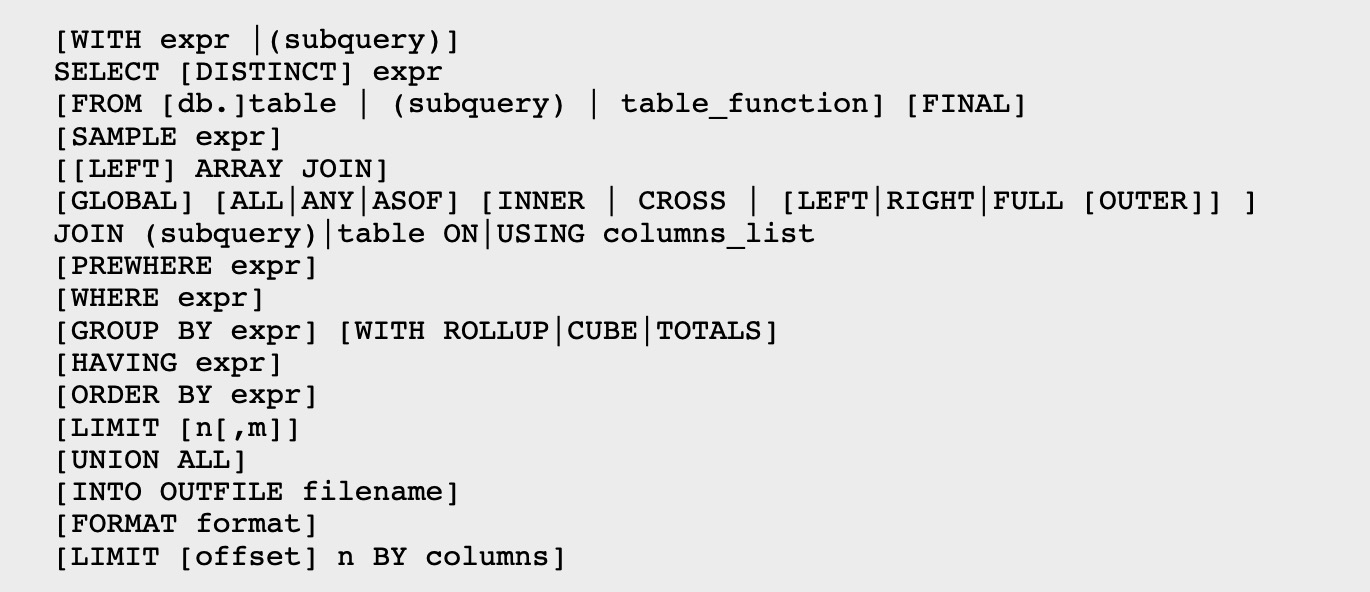 [WITH expr |(subquery)]
SELECT [DISTINCT] expr
[FROM [db.]table | (subquery) | table_function] [FINAL]
[SAMPLE expr]
[[LEFT] ARRAY JOIN]
[GLOBAL] [ALL|ANY|ASOF] [INNER | CROSS | [LEFT|RIGHT|FULL [OUTER]] ]
JOIN (subquery)|table ON|USING columns_list
[PREWHERE expr]
[WHERE expr]
[GROUP BY expr] [WITH ROLLUP|CUBE|TOTALS]
[HAVING expr]
[ORDER BY expr]
[LIMIT [n[,m]]
[UNION ALL]
[INTO OUTFILE filename]
[FORMAT format]
[LIMIT [offset] n BY columns]